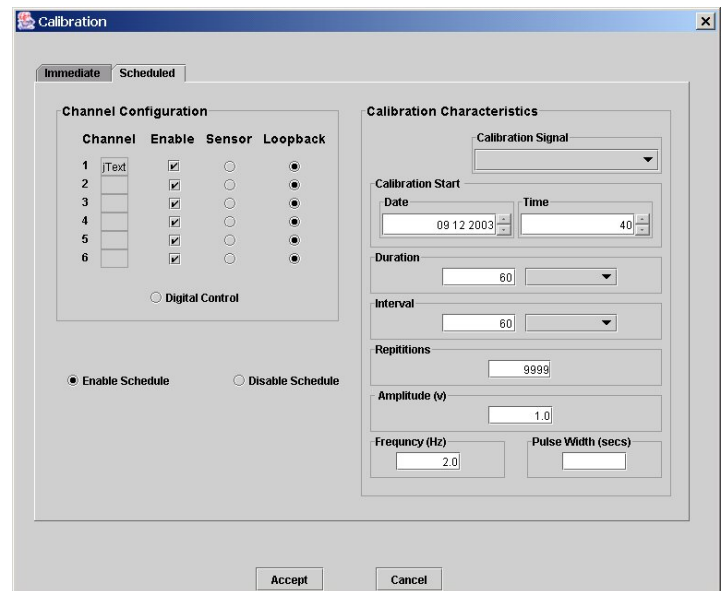 Calibration
Immediate Scheduled
Channel Configuration
Channel Enable Sensor Loopback
1 jText
2
3
4
5
6
Digital Control
Enable Schedule Disable Schedule
Calibration Characteristics
Calibration Signal
Calibration Start
Date Time
09 12 2003 40
Duration
60
Interval
60
Repititions
9999
Amplitude (v)
1.0
Frequncy (Hz) Pulse Width (secs)
2.0
Accept Cancel